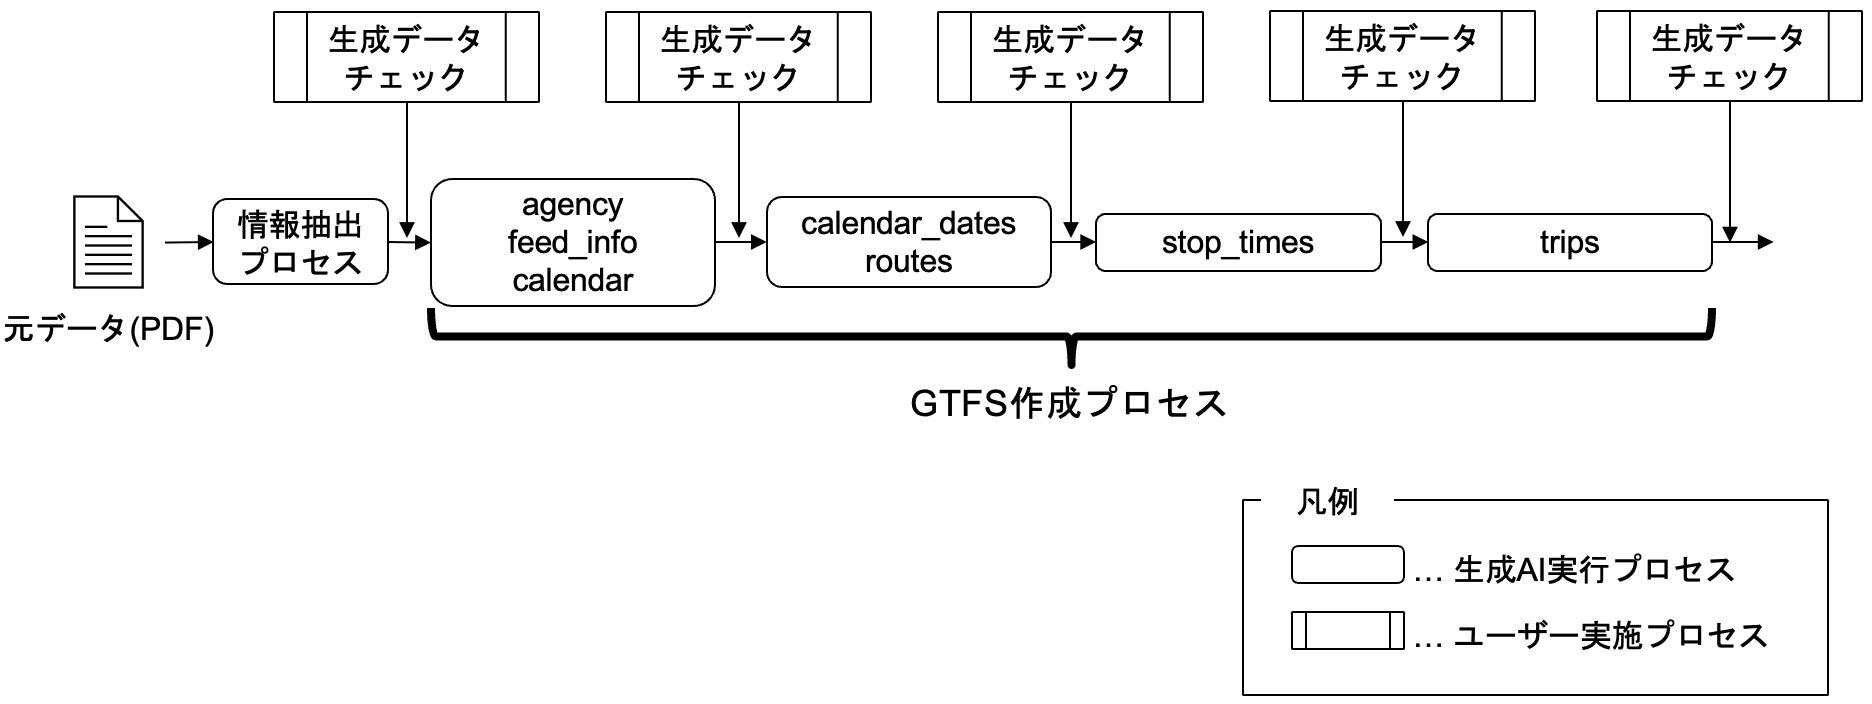 生成データ
チェック
生成データ
チェック
生成データ
チェック
生成データ
チェック
生成データ
チェック
元データ(PDF)
情報抽出
プロセス
agency
feed_info
calendar
calendar_dates
routes
stop_times
trips
GTFS作成プロセス
凡例
… 生成AI実行プロセス
… ユーザー実施プロセス